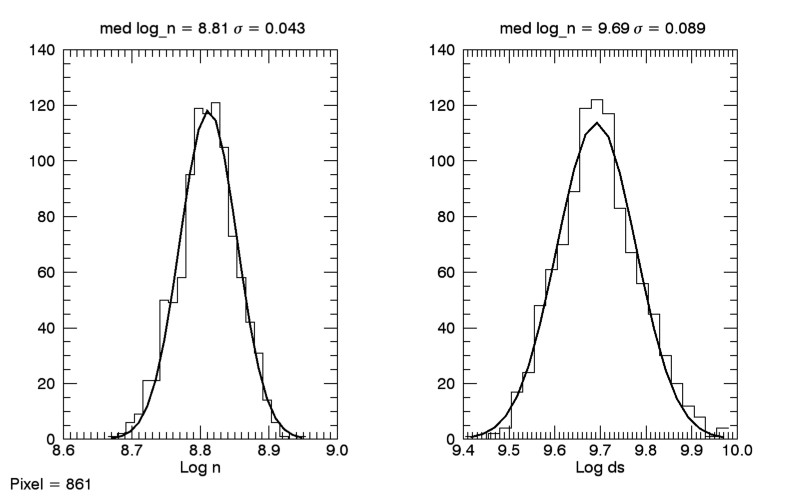 med log_n = 8.81 σ = 0.043
140
120
100
80
60
40
20
0
8.6 8.7 8.8 8.9 9.0
Log n
med log_n = 9.69 σ = 0.089
140
120
100
80
60
40
20
0
9.4 9.5 9.6 9.7 9.8 9.9 10.0
Log ds
Pixel = 861